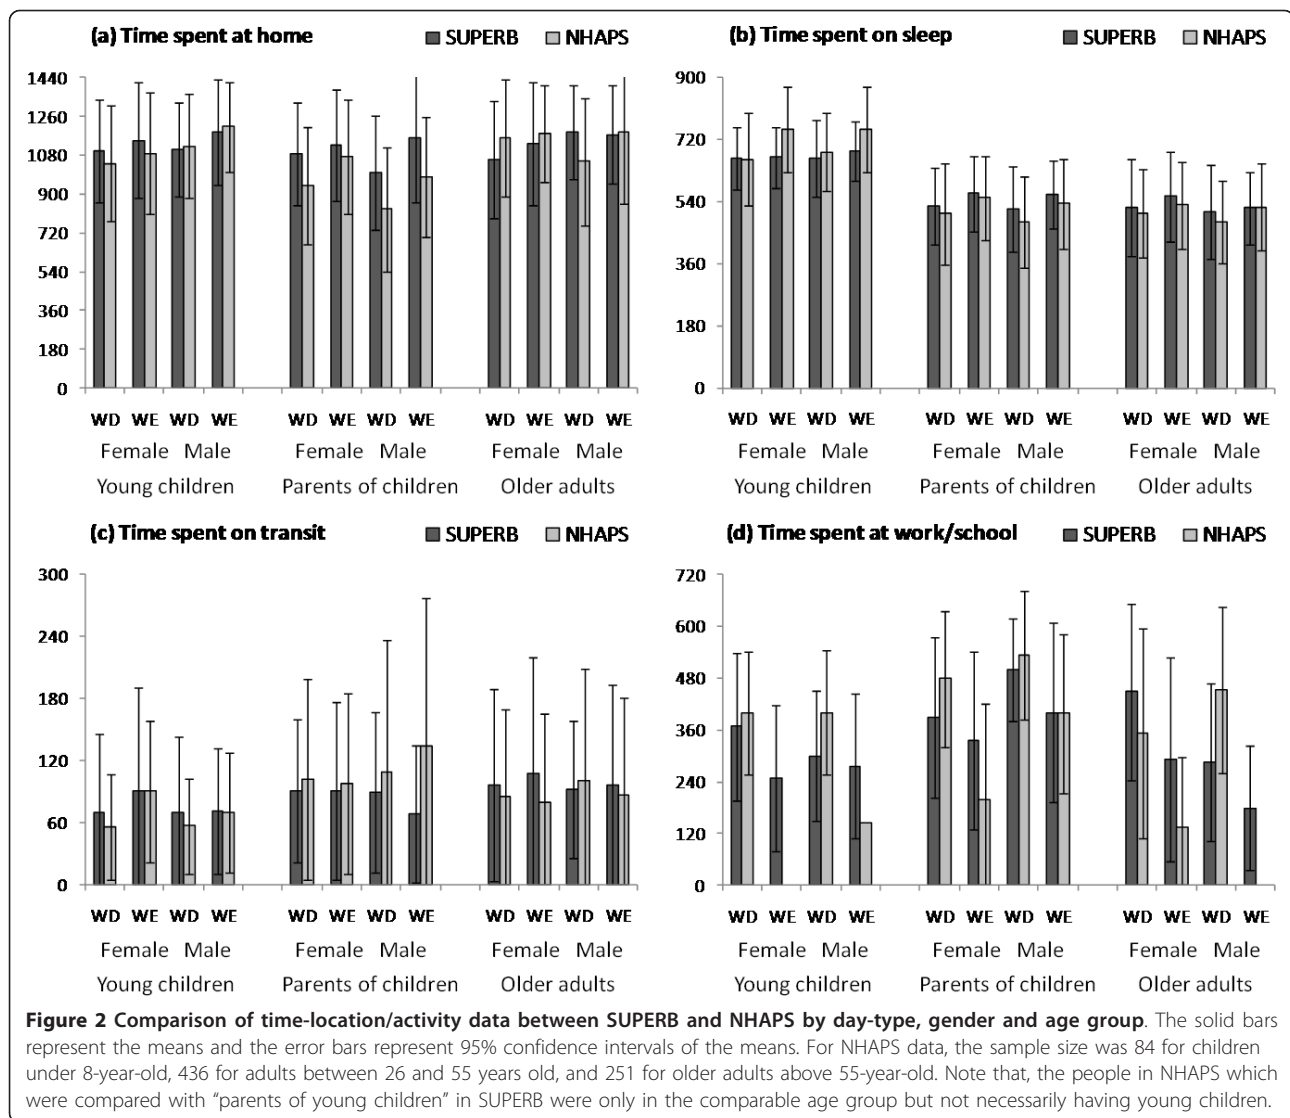 (a) Time spent at home SUPERB NHAPS
1440
1260
1080
900
720
540
360
180
0
WD WE WD WE WD WE WD WE WD WE WD WE
Female Male Female Male Female Male
Young children Parents of children Older adults
(b) Time spent on sleep SUPERB NHAPS
900
720
540
360
180
0
WD WE WD WE WD WE WD WE WD WE WD WE
Female Male Female Male Female Male
Young children Parents of children Older adults
(c) Time spent on transit SUPERB NHAPS
300
240
180
120
60
0
WD WE WD WE WD WE WD WE WD WE WD WE
Female Male Female Male Female Male
Young children Parents of children Older adults
(d) Time spent at work/school SUPERB NHAPS
720
600
480
360
240
120
0
WD WE WD WE WD WE WD WE WD WE WD WE
Female Male Female Male Female Male
Young children Parents of children Older adults
Figure 2 Comparison of time-location/activity data between SUPERB and NHAPS by day-type, gender and age group. The solid bars
represent the means and the error bars represent 95% confidence intervals of the means. For NHAPS data, the sample size was 84 for children
under 8-year-old, 436 for adults between 26 and 55 years old, and 251 for older adults above 55-year-old. Note that, the people in NHAPS which
were compared with “parents of young children” in SUPERB were only in the comparable age group but not necessarily having young children.